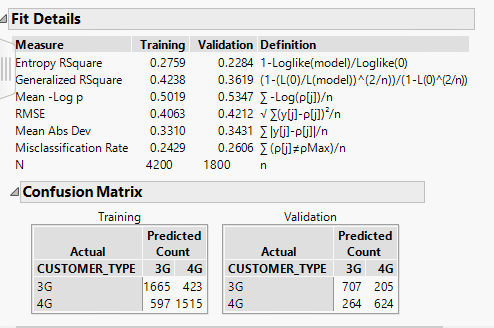 Fit Details
Measure Training Validation Definition
Entropy RSquare 0.2759 0.2284 1-Loglike(model)/Loglike(0)
Generalized RSquare 0.4238 0.3619 (1-(L(0)/L(model))^(2/n))/(1-L(0)^(2/n))
Mean -Log p 0.5019 0.5347 ∑ -Log(ρ[j])/n
RMSE 0.4063 0.4212 √ ∑(y[j]-ρ[j])²/n
Mean Abs Dev 0.3310 0.3431 ∑ |y[j]-ρ[j]|/n
Misclassification Rate 0.2429 0.2606 ∑ (ρ[j]≠ρMax)/n
N 4200 1800 n
Confusion Matrix
Training Validation
Predicted Predicted
Actual Count Actual Count
CUSTOMER_TYPE 3G 4G CUSTOMER_TYPE 3G 4G
3G 1665 423 3G 707 205
4G 597 1515 4G 264 624